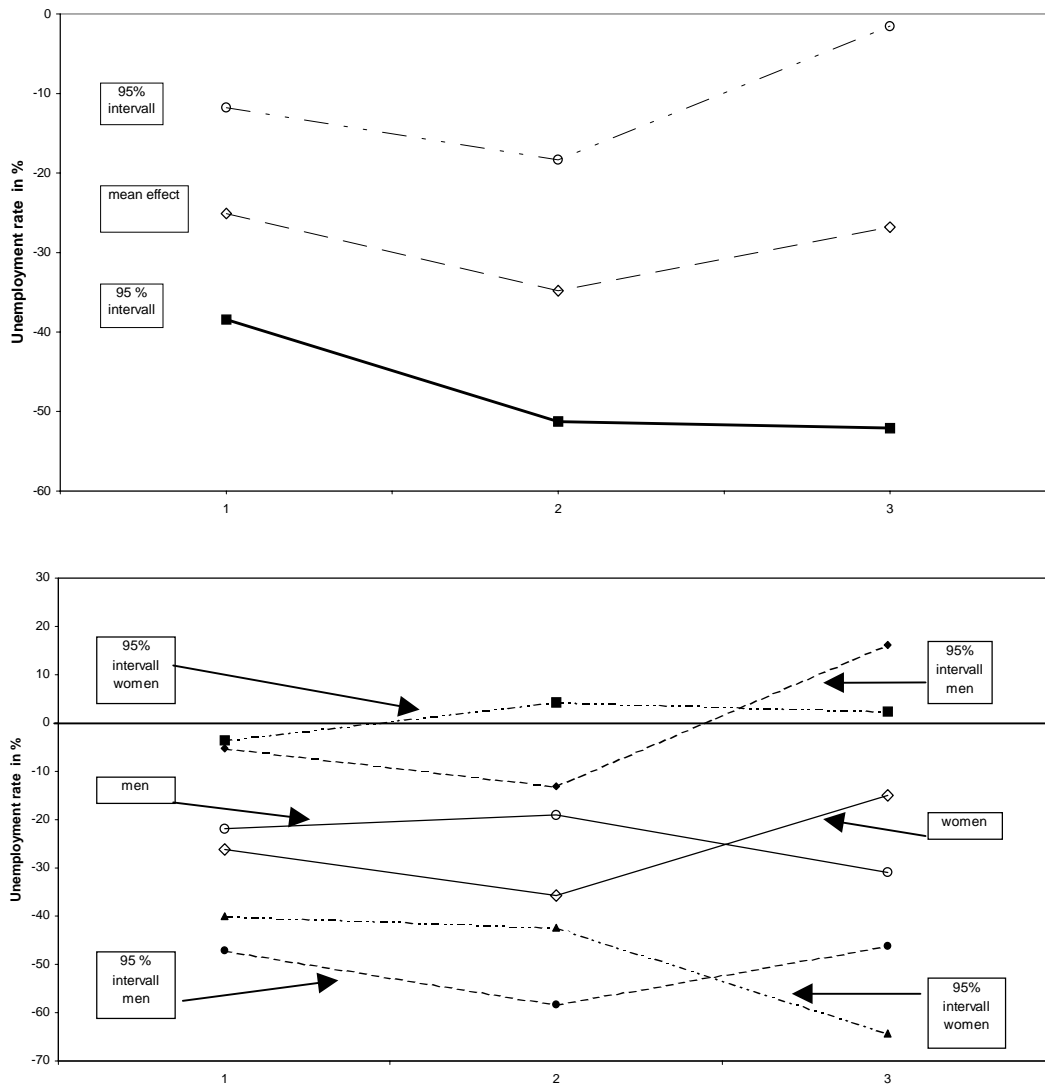 0
-10
-20
-30
-40
-50
-60
Unemployment rate in %
95%
intervall
mean effect
95 %
intervall
1
2
3
30
20
10
0
-10
-20
-30
-40
-50
-60
-70
Unemployment rate in %
95%
intervall
women
95%
intervall
men
men
women
95 %
intervall
men
95%
intervall
women
1
2
3